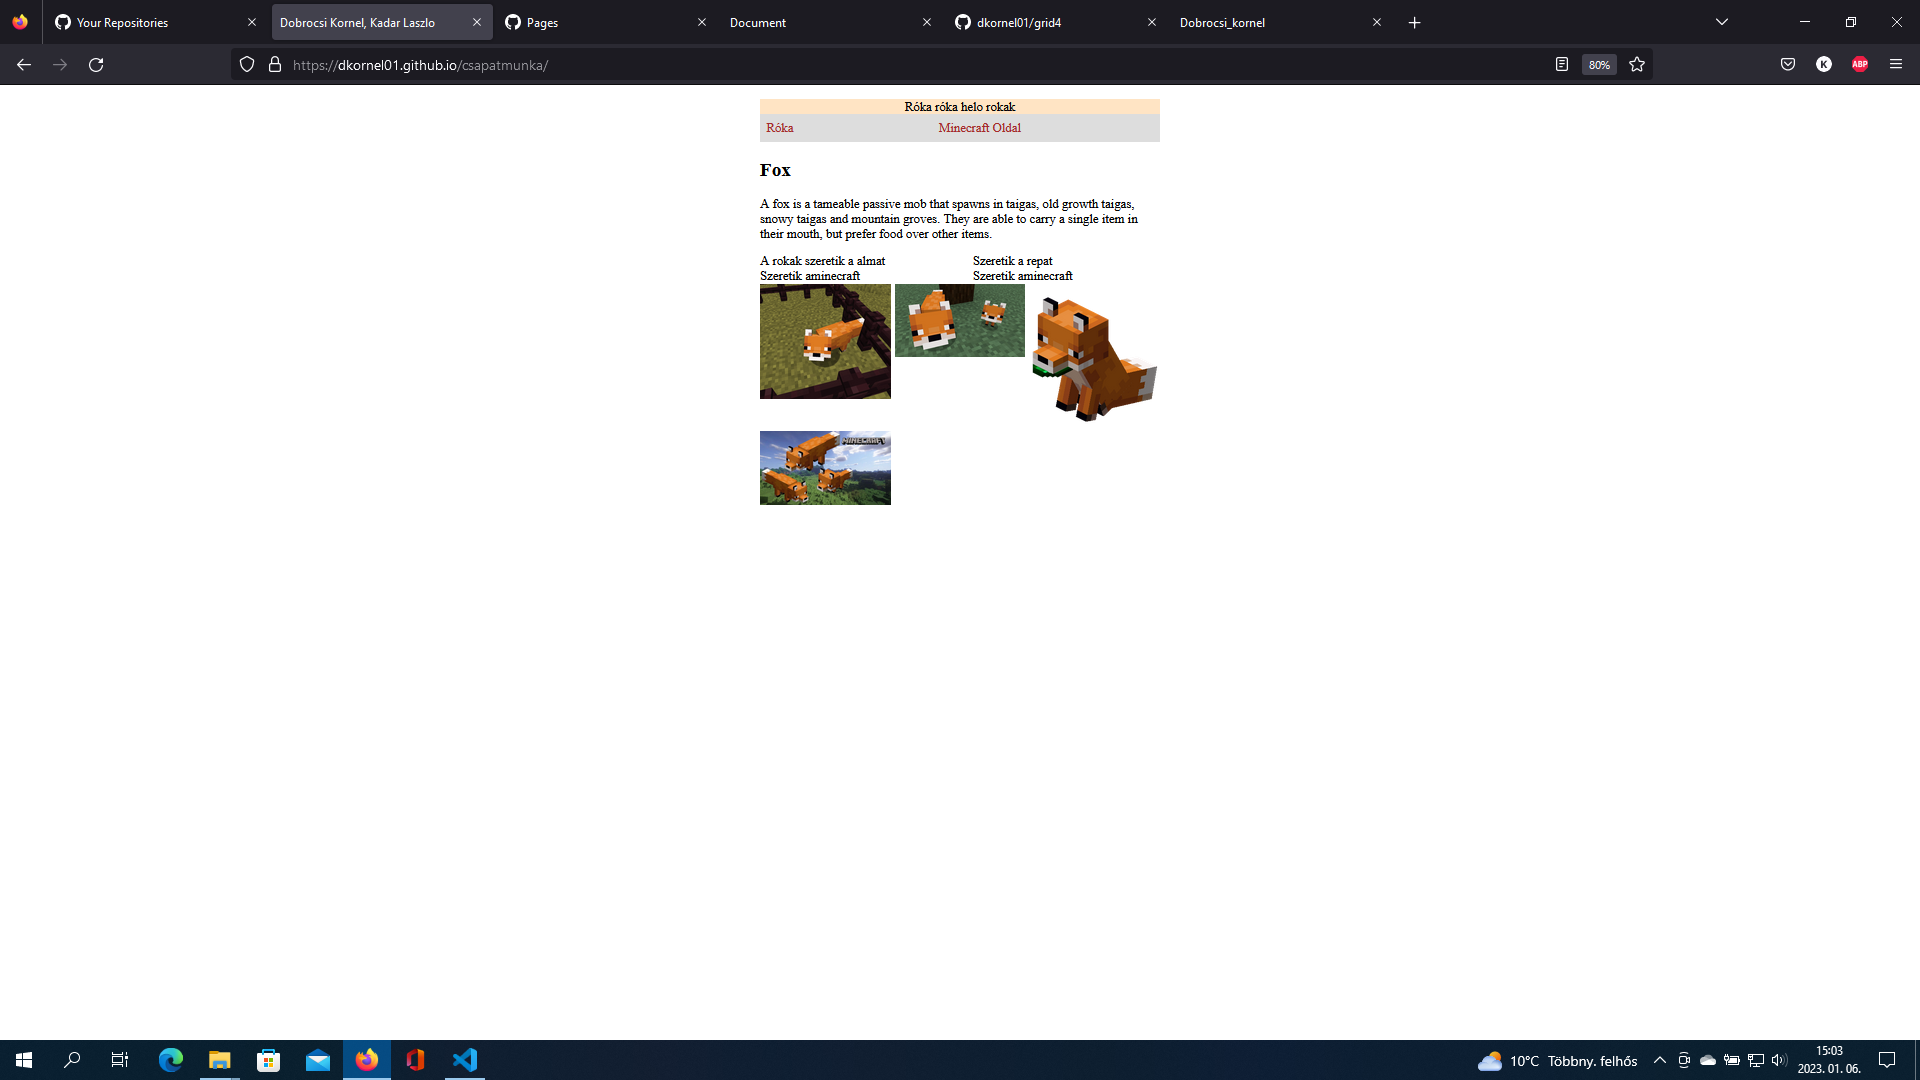 Your Repositories
Dobrocsi Kornel, Kadar Laszlo
Pages
Document
dkornel01/grid4
Dobrocsi_kornel
https://dkornel01.github.io/csapatmunka/
80%
K
ABP
Róka róka helo rokak
Róka
Minecraft Oldal
Fox
A fox is a tameable passive mob that spawns in taigas, old growth taigas,
snowy taigas and mountain groves. They are able to carry a single item in
their mouth, but prefer food over other items.
A rokak szeretik a almat
Szeretik a repat
Szeretik aminecraft
Szeretik aminecraft
MINECRAFT
10°C Többny. felhős
15:03
2023. 01. 06.